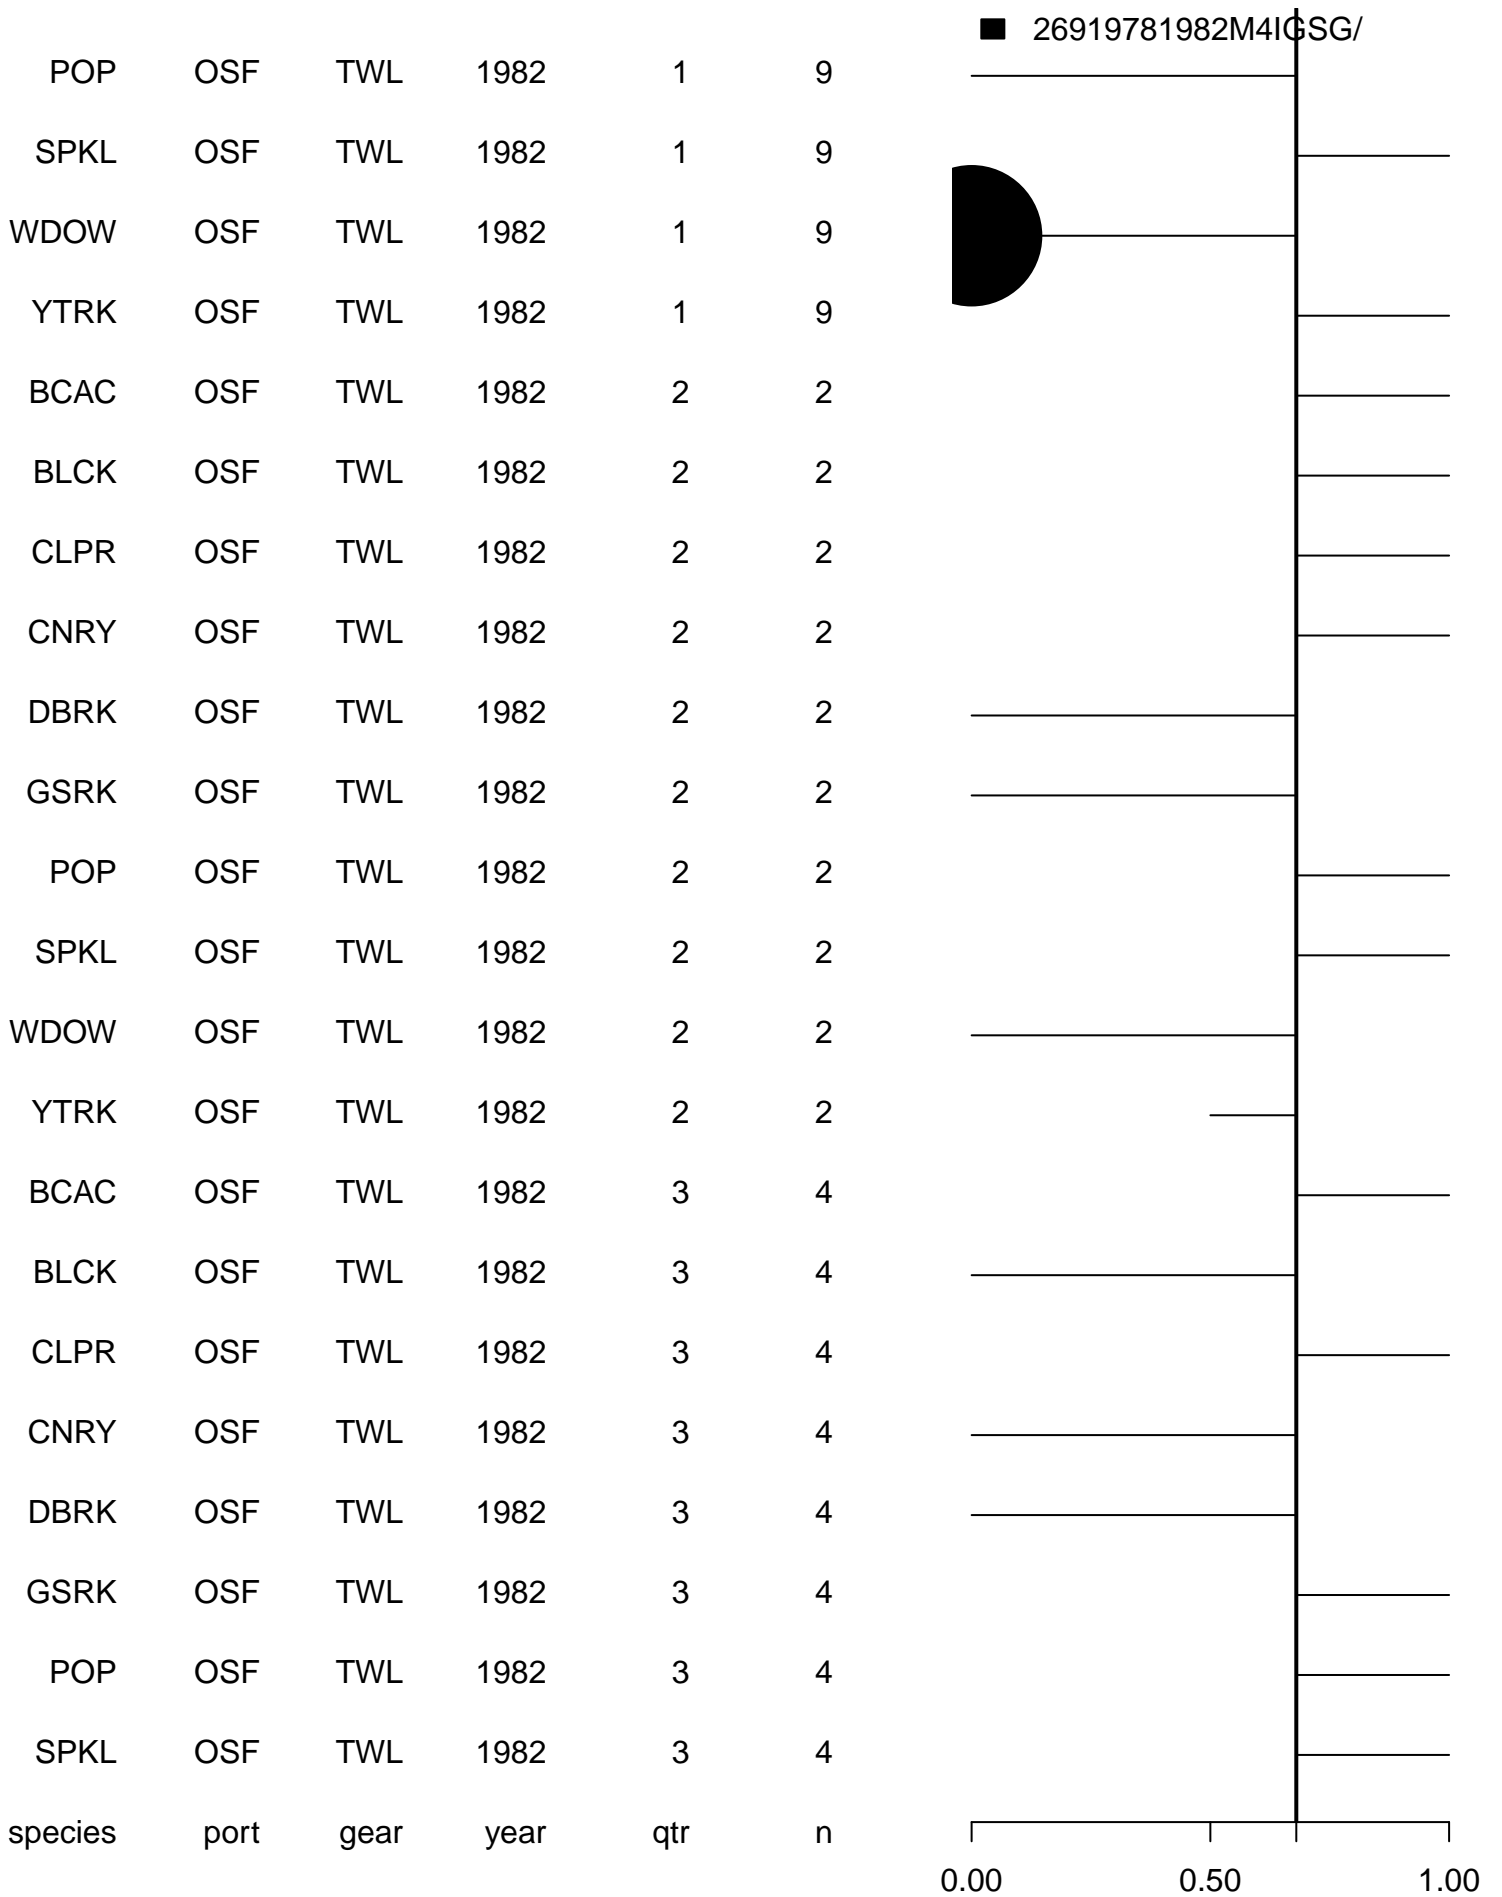 26919781982M4IGSG/
POP OSF TWL 1982 1 9
SPKL OSF TWL 1982 1 9
WDOW OSF TWL 1982 1 9
YTRK OSF TWL 1982 1 9
BCAC OSF TWL 1982 2 2
BLCK OSF TWL 1982 2 2
CLPR OSF TWL 1982 2 2
CNRY OSF TWL 1982 2 2
DBRK OSF TWL 1982 2 2
GSRK OSF TWL 1982 2 2
POP OSF TWL 1982 2 2
SPKL OSF TWL 1982 2 2
WDOW OSF TWL 1982 2 2
YTRK OSF TWL 1982 2 2
BCAC OSF TWL 1982 3 4
BLCK OSF TWL 1982 3 4
CLPR OSF TWL 1982 3 4
CNRY OSF TWL 1982 3 4
DBRK OSF TWL 1982 3 4
GSRK OSF TWL 1982 3 4
POP OSF TWL 1982 3 4
SPKL OSF TWL 1982 3 4
species port gear year qtr n
0.00 0.50 1.00